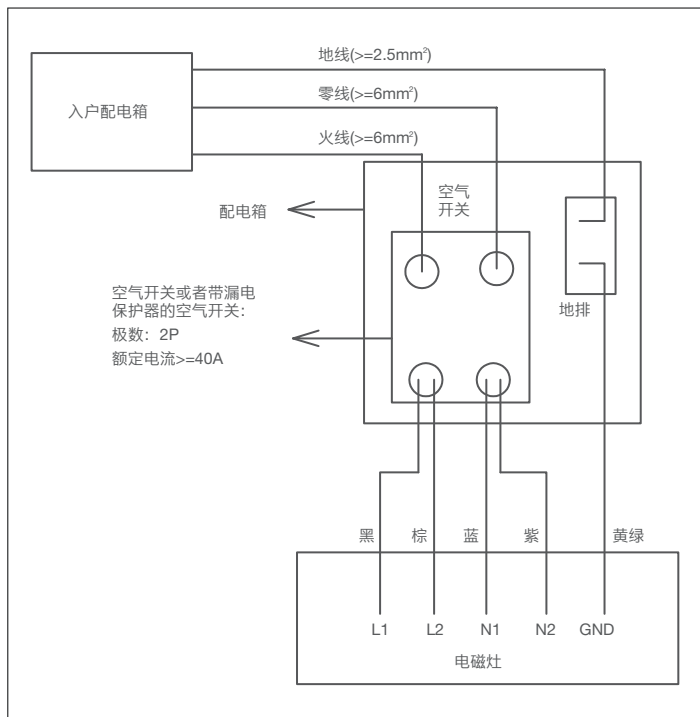 地线(>=2.5mm²)
零线(>=6mm²)
入户配电箱
火线(>=6mm²)
空气
开关
配电箱
空气开关或者带漏电
保护器的空气开关:
极数：2P
额定电流>=40A
地排
黑 棕 蓝 紫 黄绿
L1 L2 N1 N2 GND
电磁灶